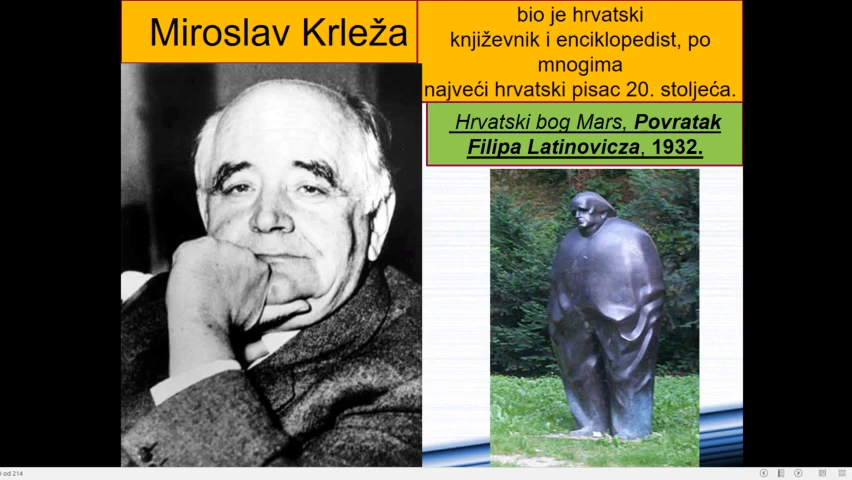 Miroslav Krleža
bio je hrvatski
književnik i enciklopedist, po
mnogima
najveći hrvatski pisac 20. stoljeća.
Hrvatski bog Mars, Povratak
Filipa Latinovicza, 1932.
od 214